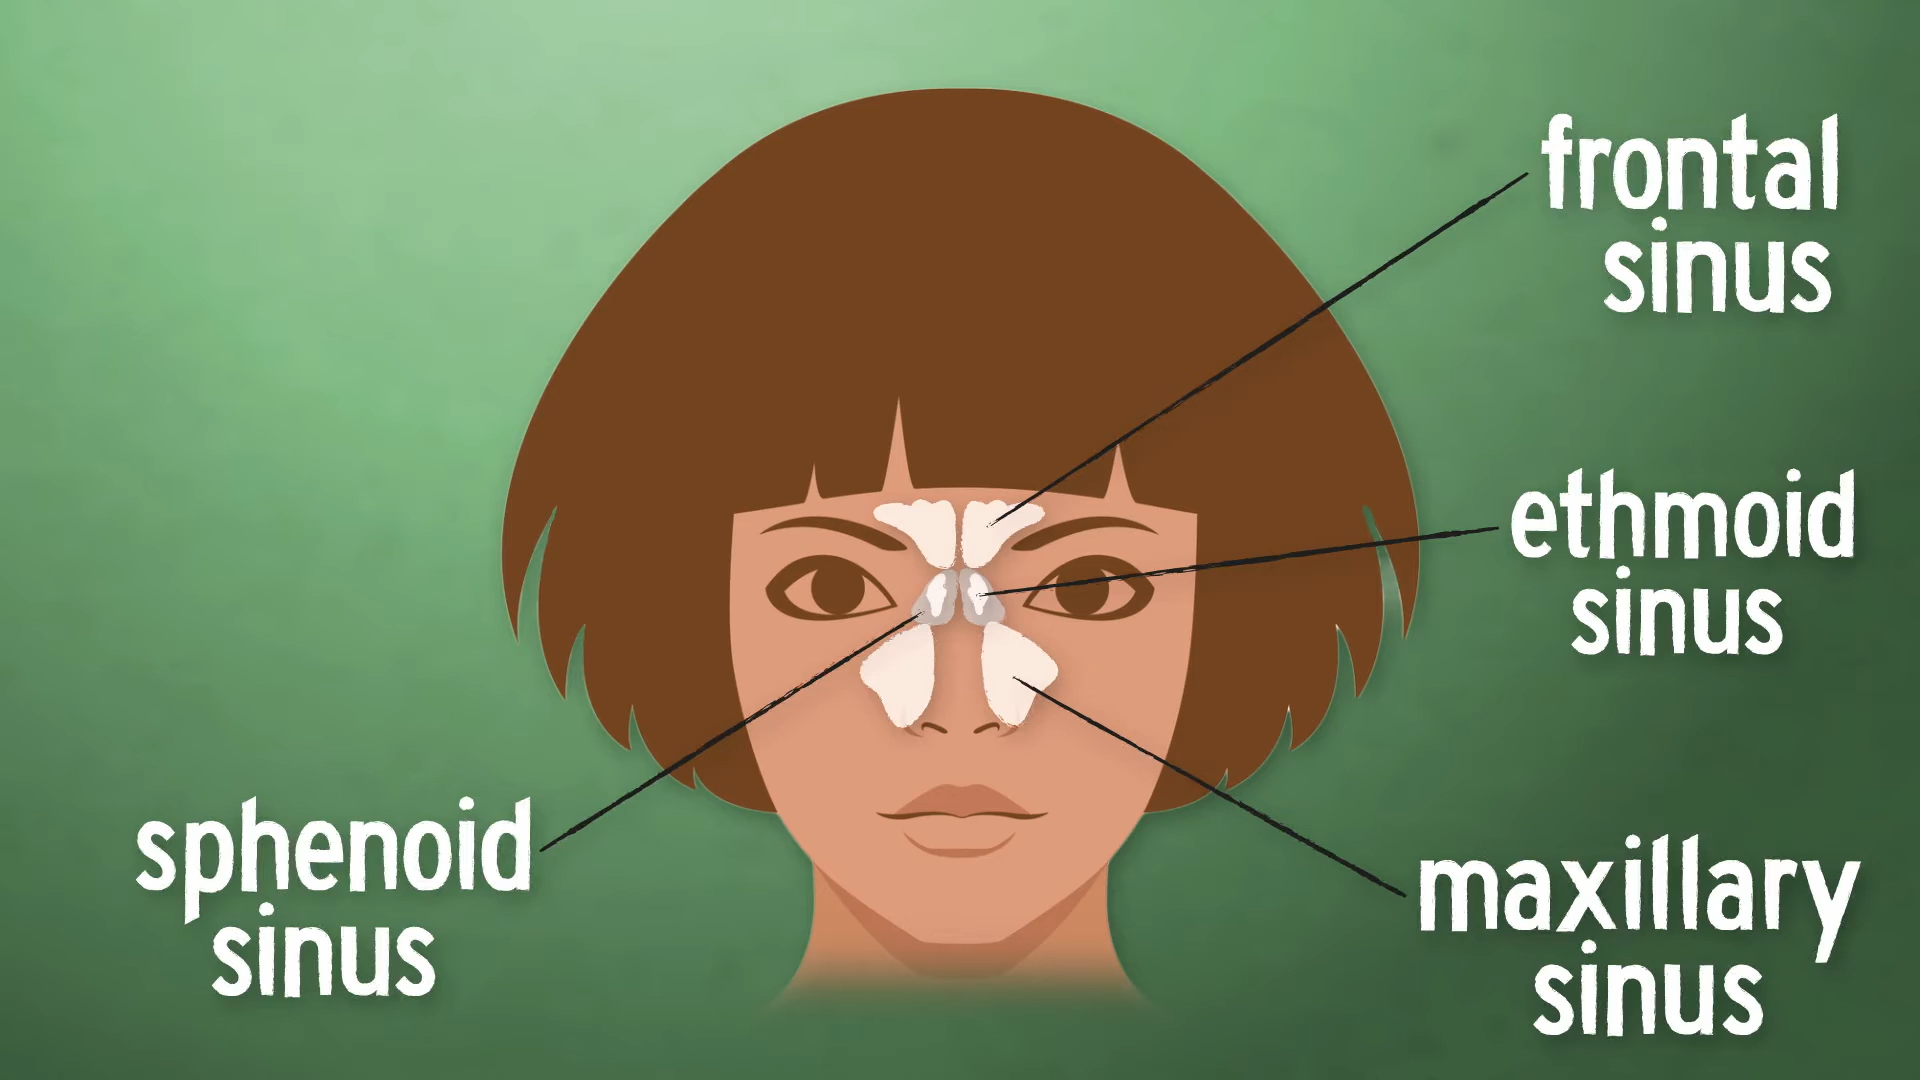 frontal
sinus
ethmoid
sinus
sphenoid
sinus
maxillary
sinus